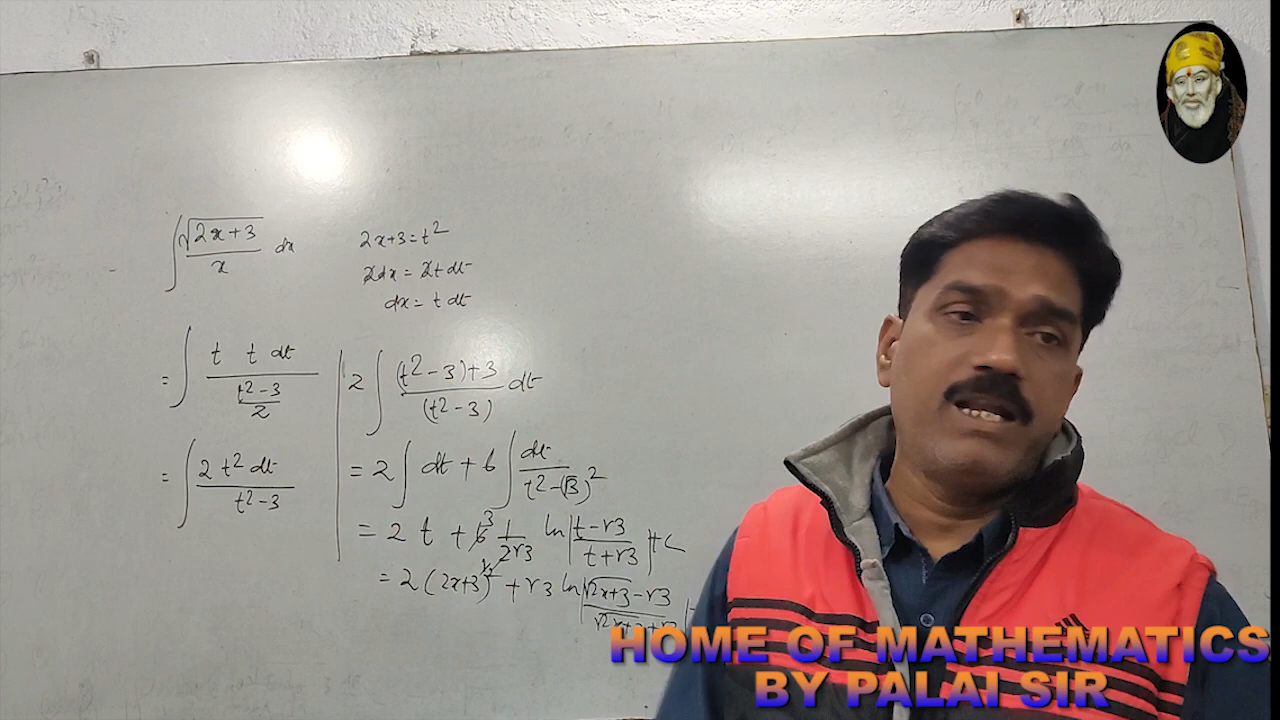 ∫ √(2x+3)/x dx
2x+3 = t²
2dx = 2t dt
dx = t dt
= ∫ t t dt / ((t²-3)/2)
= ∫ 2t² dt / (t²-3)
2 ∫ ((t²-3)+3)/(t²-3) dt
= 2 ∫ dt + 6 ∫ dt/(t²-(√3)²)
= 2t + 6 3 1/(2√3) ln |(t-√3)/(t+√3)| + C
= 2(2x+3)^(1/2) + √3 ln |(√(2x+3)-√3)/(√(2x+3)+√3)|
HOME OF MATHEMATICS
BY PALAI SIR